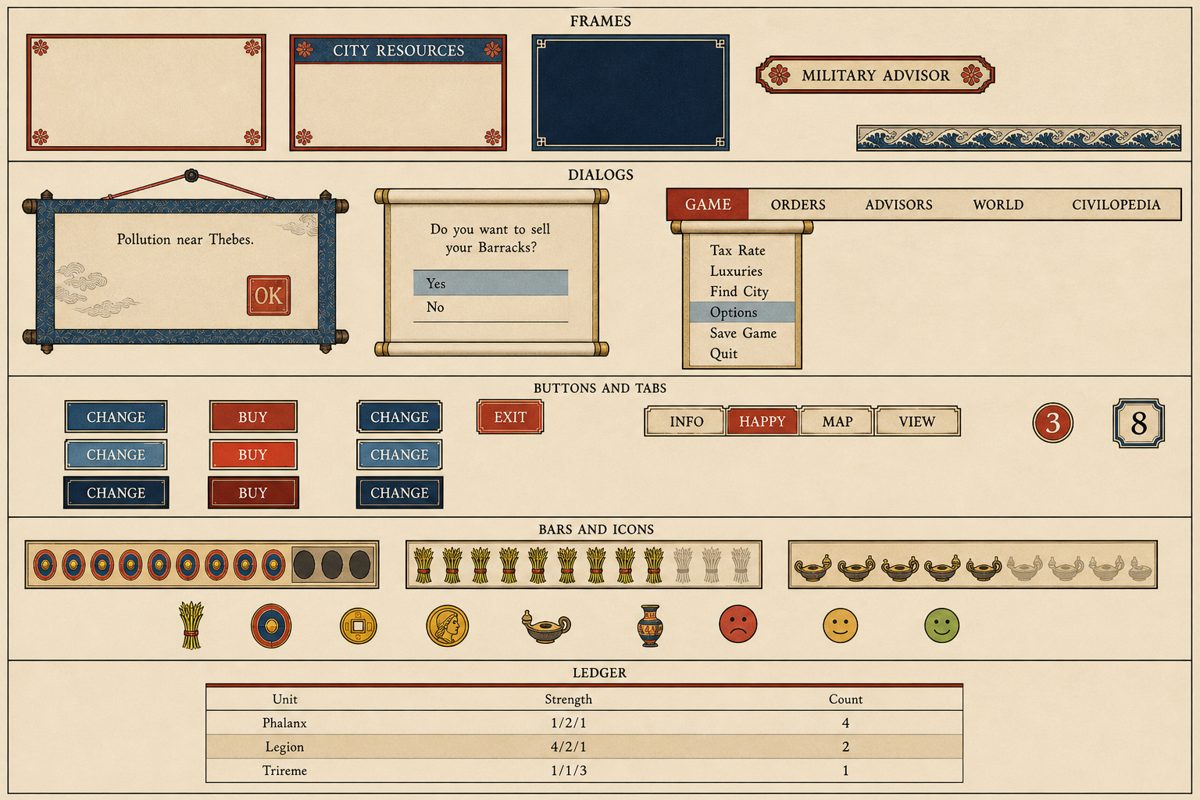 FRAMES
CITY RESOURCES
MILITARY ADVISOR
DIALOGS
Pollution near Thebes.
OK
Do you want to sell
your Barracks?
Yes
No
GAME ORDERS ADVISORS WORLD CIVILOPEDIA
Tax Rate
Luxuries
Find City
Options
Save Game
Quit
BUTTONS AND TABS
CHANGE BUY CHANGE EXIT INFO HAPPY MAP VIEW 3 8
CHANGE BUY CHANGE
CHANGE BUY CHANGE
BARS AND ICONS
LEDGER
Unit Strength Count
Phalanx 1/2/1 4
Legion 4/2/1 2
Trireme 1/1/3 1